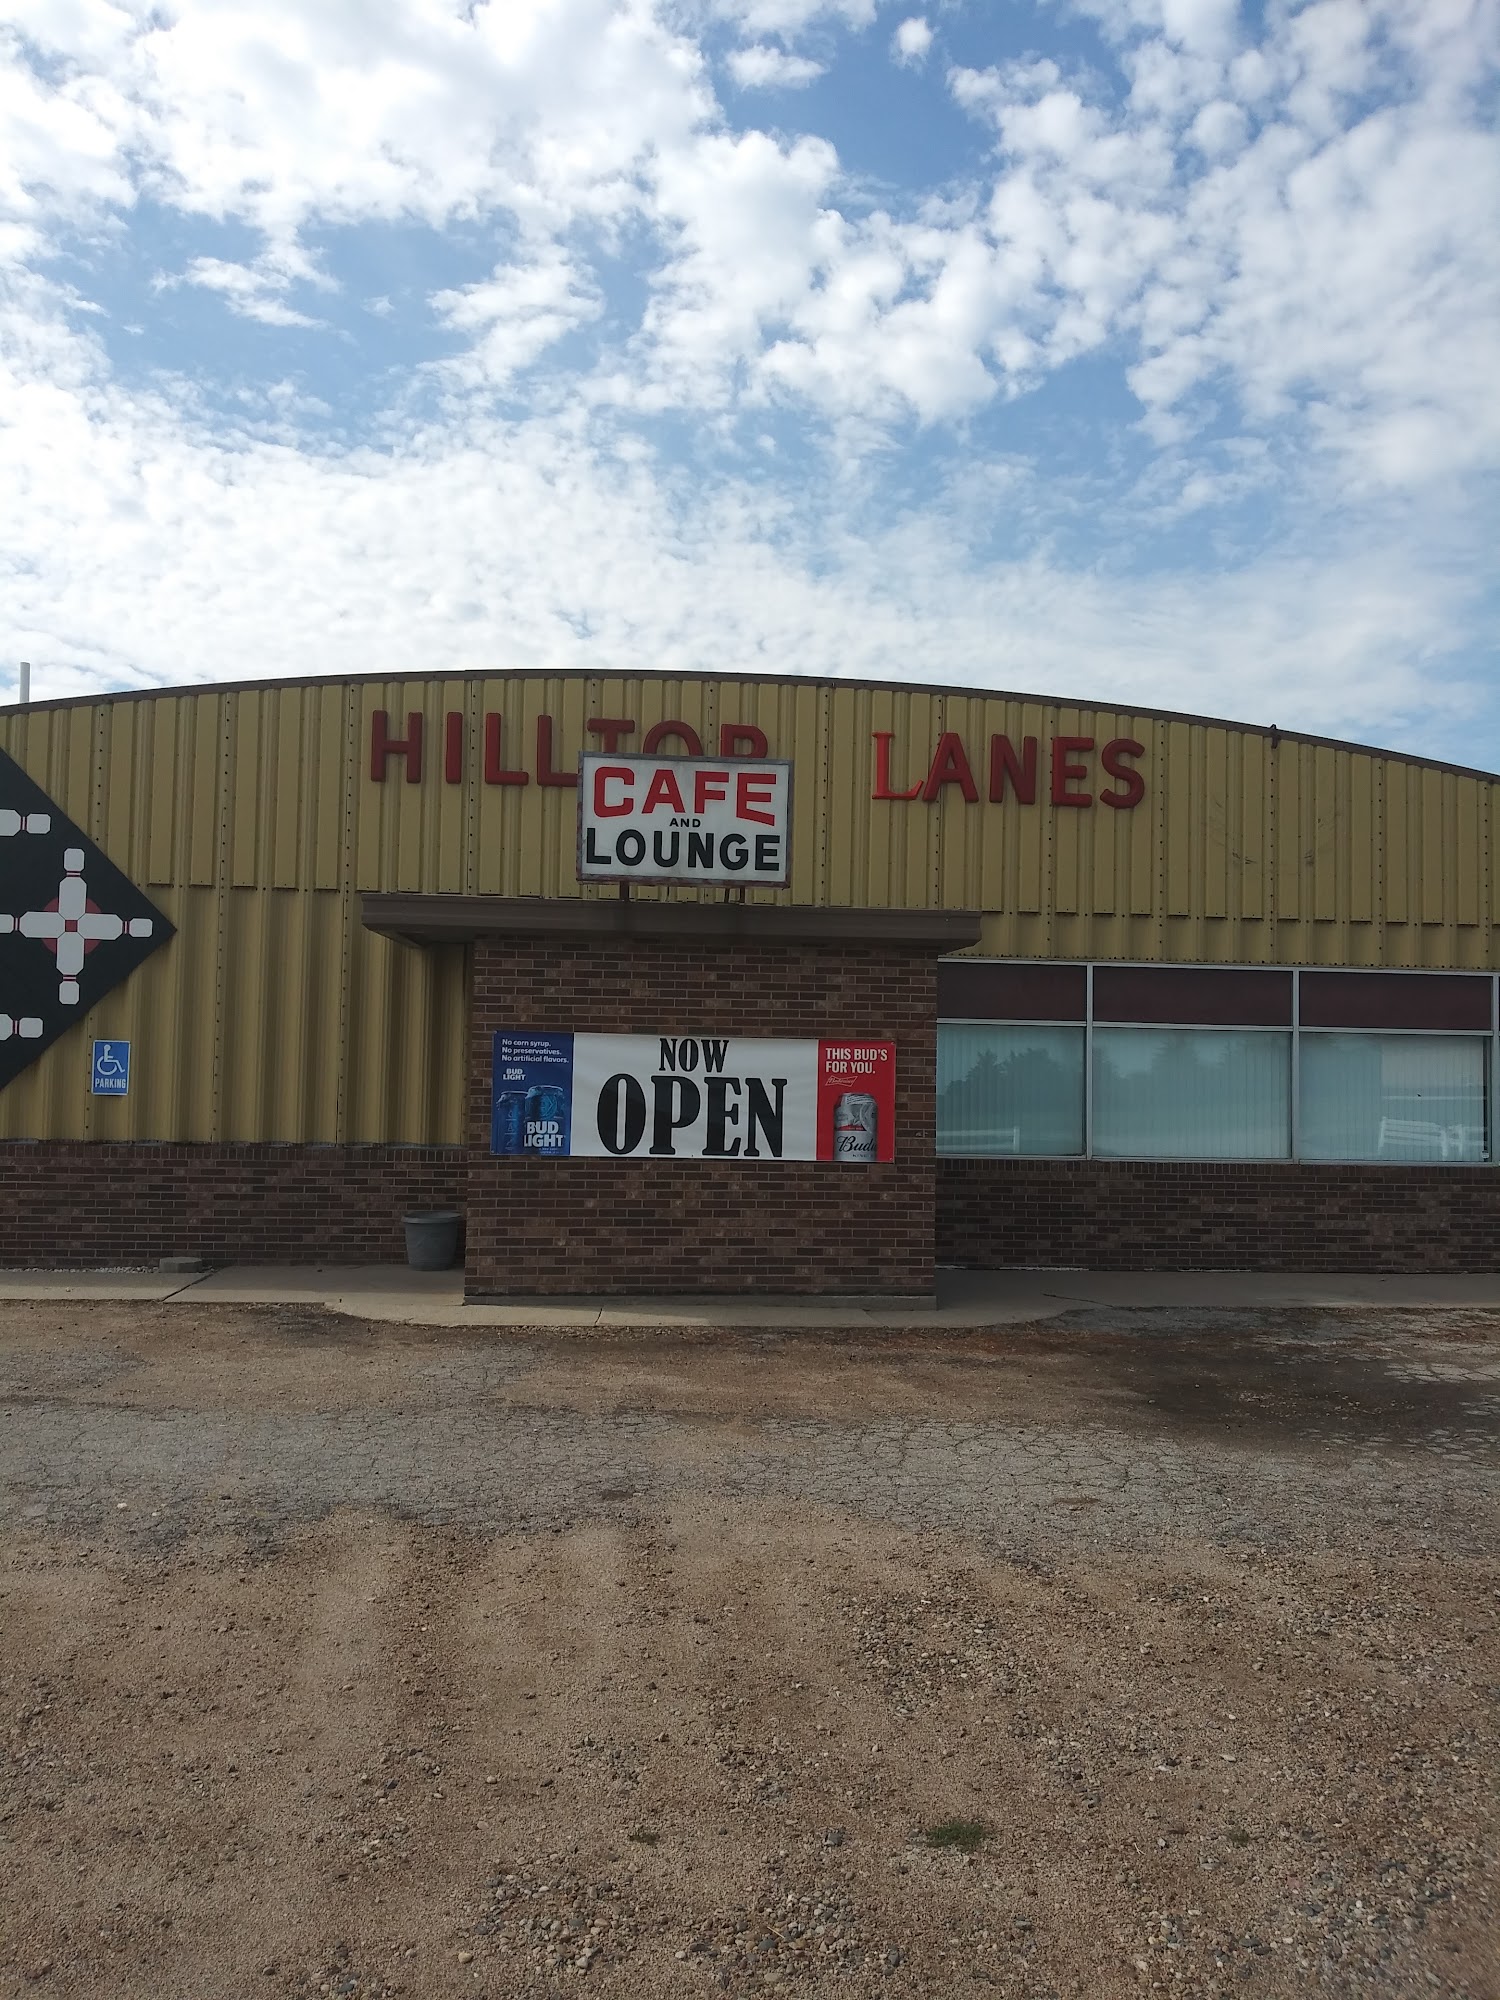 HILLTOP LANES
CAFE
AND
LOUNGE
No corn syrup.
No preservatives.
No artificial flavors.
BUD
LIGHT
BUD
LIGHT
NOW
OPEN
THIS BUD'S
FOR YOU.
Budweiser
PARKING